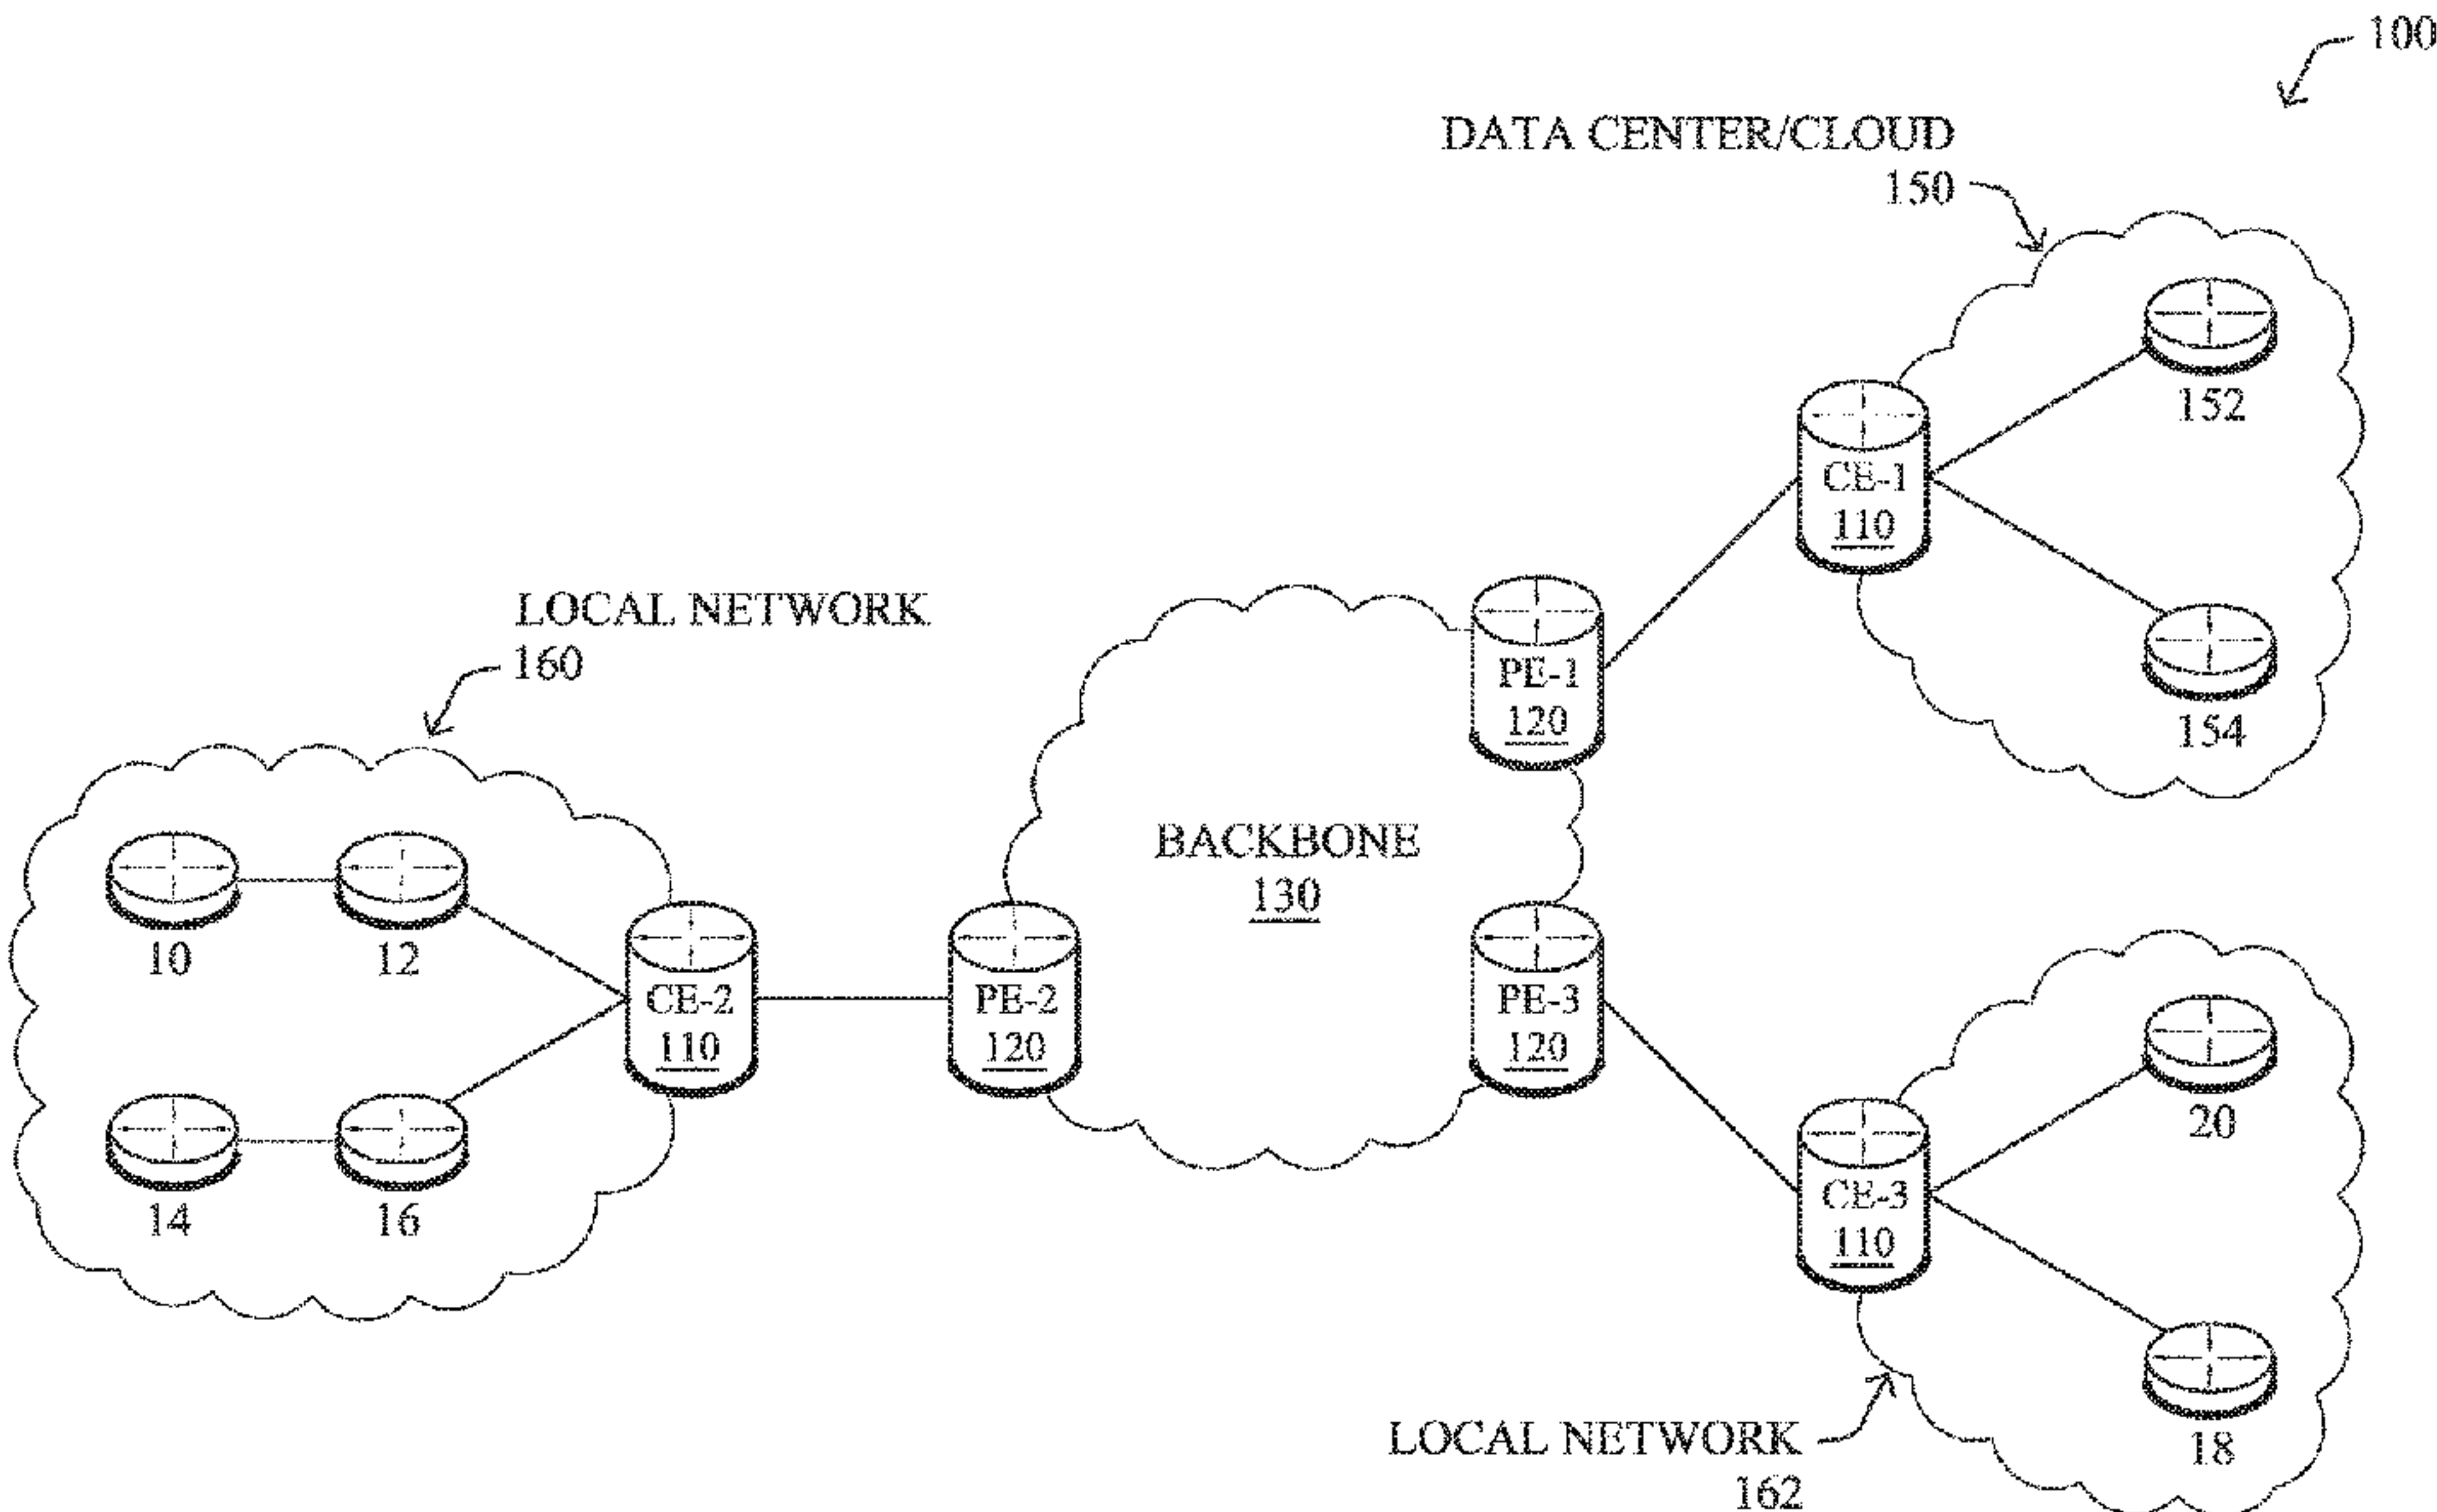 100
DATA CENTER/CLOUD
150
152
CE-1
110
154
LOCAL NETWORK
160
PE-1
120
BACKBONE
130
10
12
CE-2
110
PE-2
120
PE-3
120
14
16
20
CE-3
110
18
LOCAL NETWORK
162